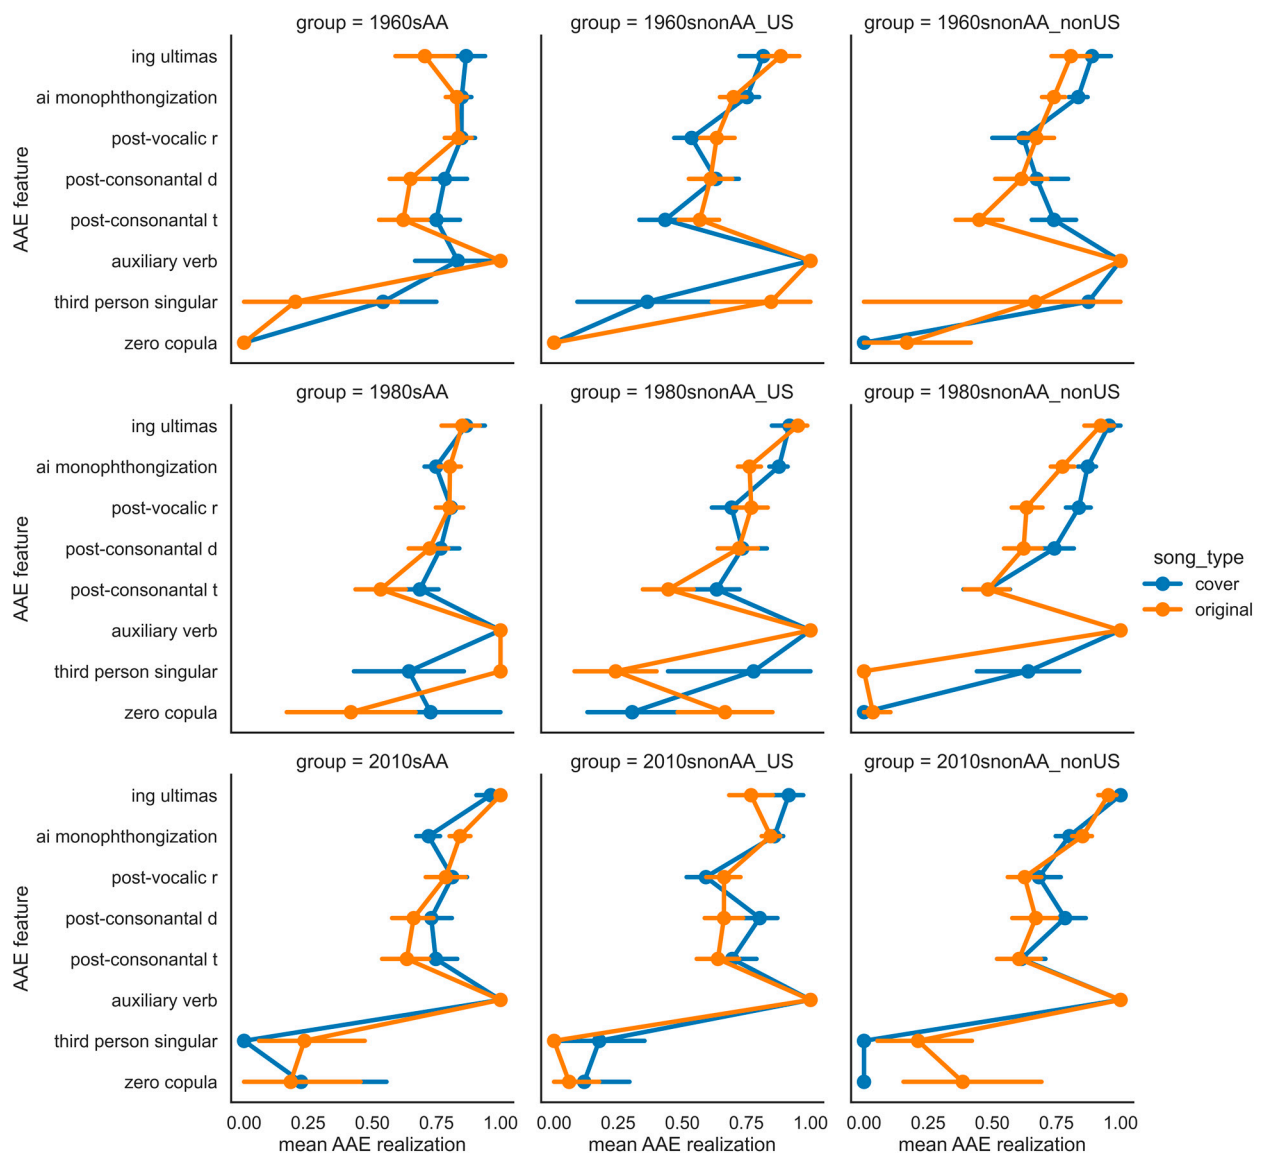 group = 1960sAA
group = 1960snonAA_US
group = 1960snonAA_nonUS
AAE feature
ing ultimas
ai monophthongization
post-vocalic r
post-consonantal d
post-consonantal t
auxiliary verb
third person singular
zero copula
group = 1980sAA
group = 1980snonAA_US
group = 1980snonAA_nonUS
AAE feature
ing ultimas
ai monophthongization
post-vocalic r
post-consonantal d
post-consonantal t
auxiliary verb
third person singular
zero copula
song_type
cover
original
group = 2010sAA
group = 2010snonAA_US
group = 2010snonAA_nonUS
AAE feature
ing ultimas
ai monophthongization
post-vocalic r
post-consonantal d
post-consonantal t
auxiliary verb
third person singular
zero copula
0.00 0.25 0.50 0.75 1.00
mean AAE realization
0.00 0.25 0.50 0.75 1.00
mean AAE realization
0.00 0.25 0.50 0.75 1.00
mean AAE realization